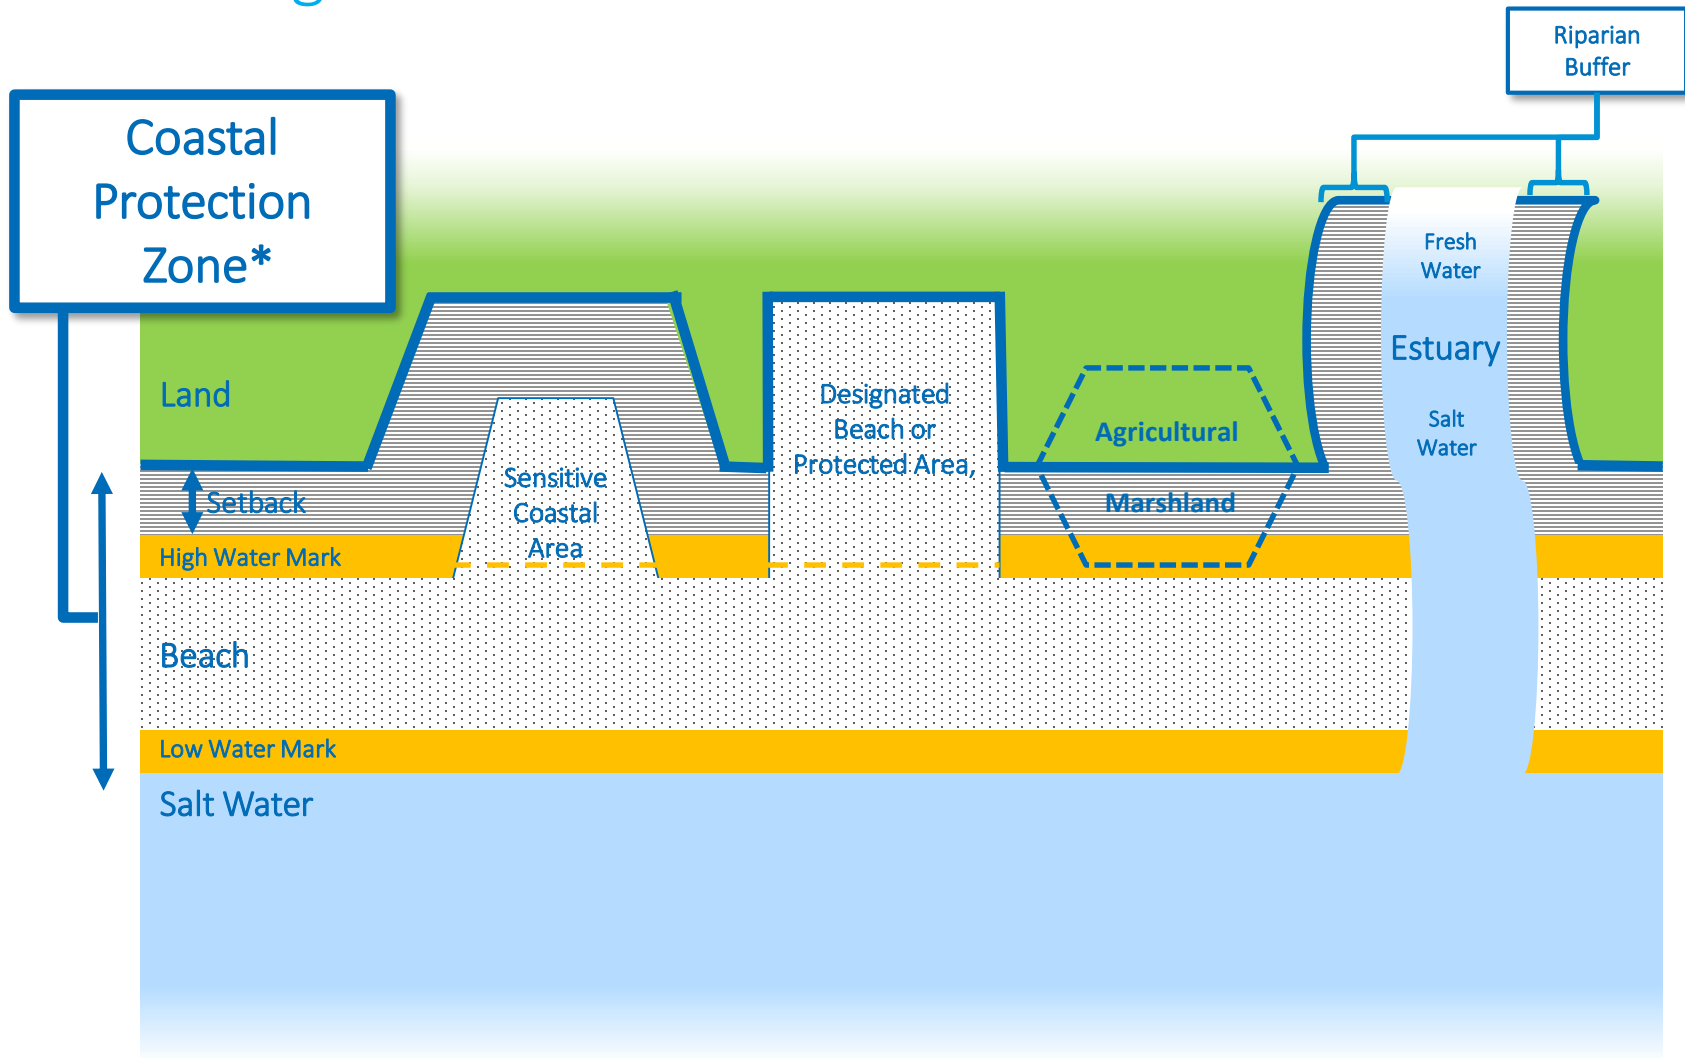 Riparian
Buffer
Coastal
Protection
Zone*
Fresh
Water
Estuary
Salt
Water
Land
Designated
Beach or
Protected Area,
Agricultural
Marshland
Sensitive
Coastal
Area
Setback
High Water Mark
Beach
Low Water Mark
Salt Water